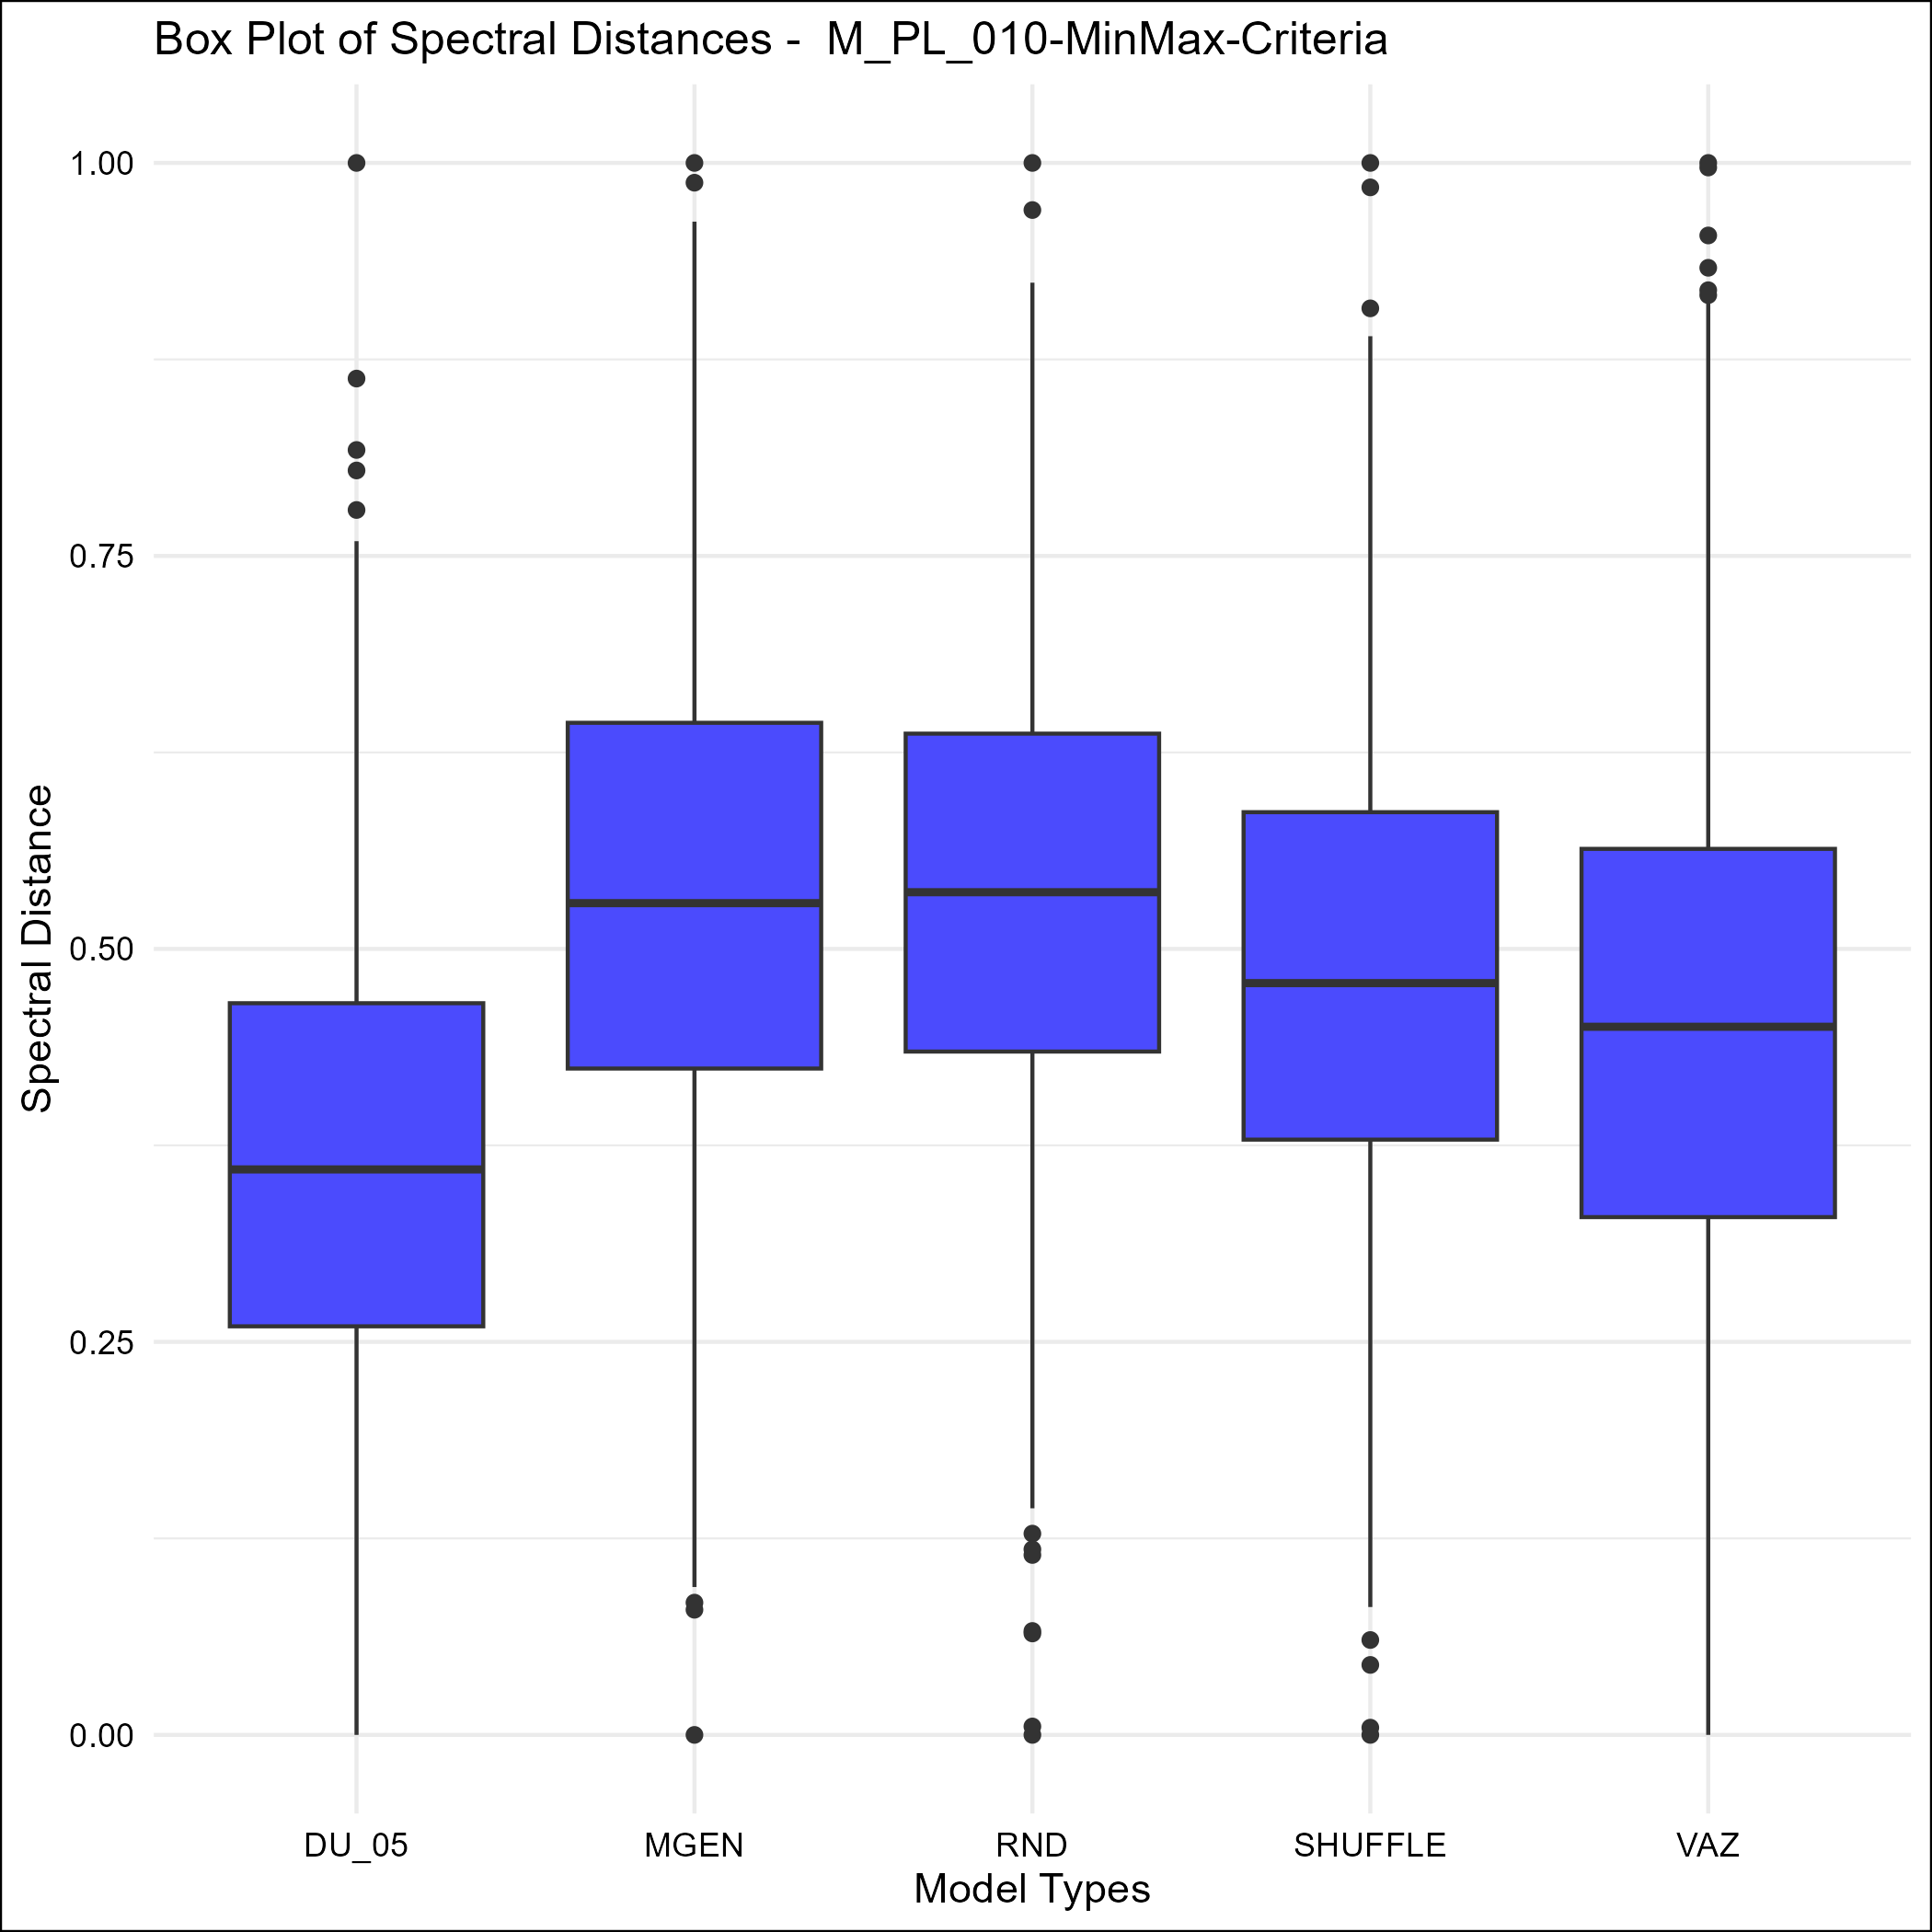 Box Plot of Spectral Distances -  M_PL_010-MinMax-Criteria
Spectral Distance
1.00
0.75
0.50
0.25
0.00
DU_05 MGEN RND SHUFFLE VAZ
Model Types